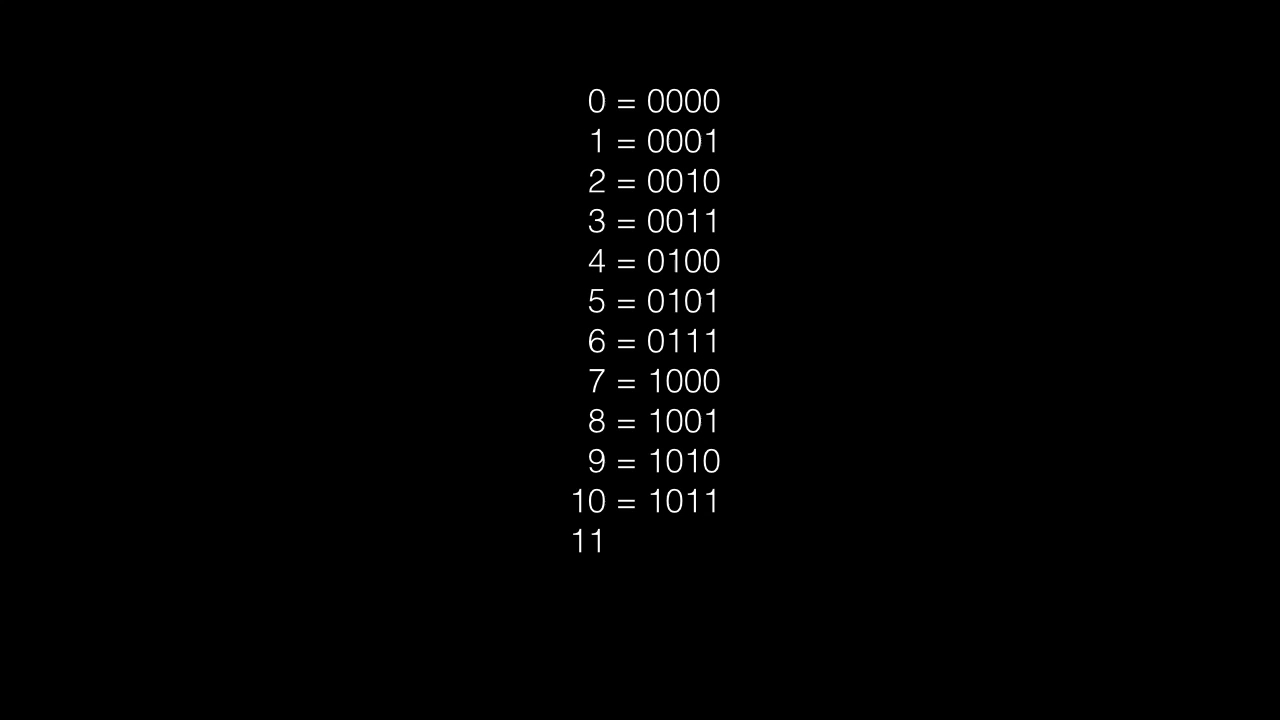 0 = 0000
1 = 0001
2 = 0010
3 = 0011
4 = 0100
5 = 0101
6 = 0111
7 = 1000
8 = 1001
9 = 1010
10 = 1011
11